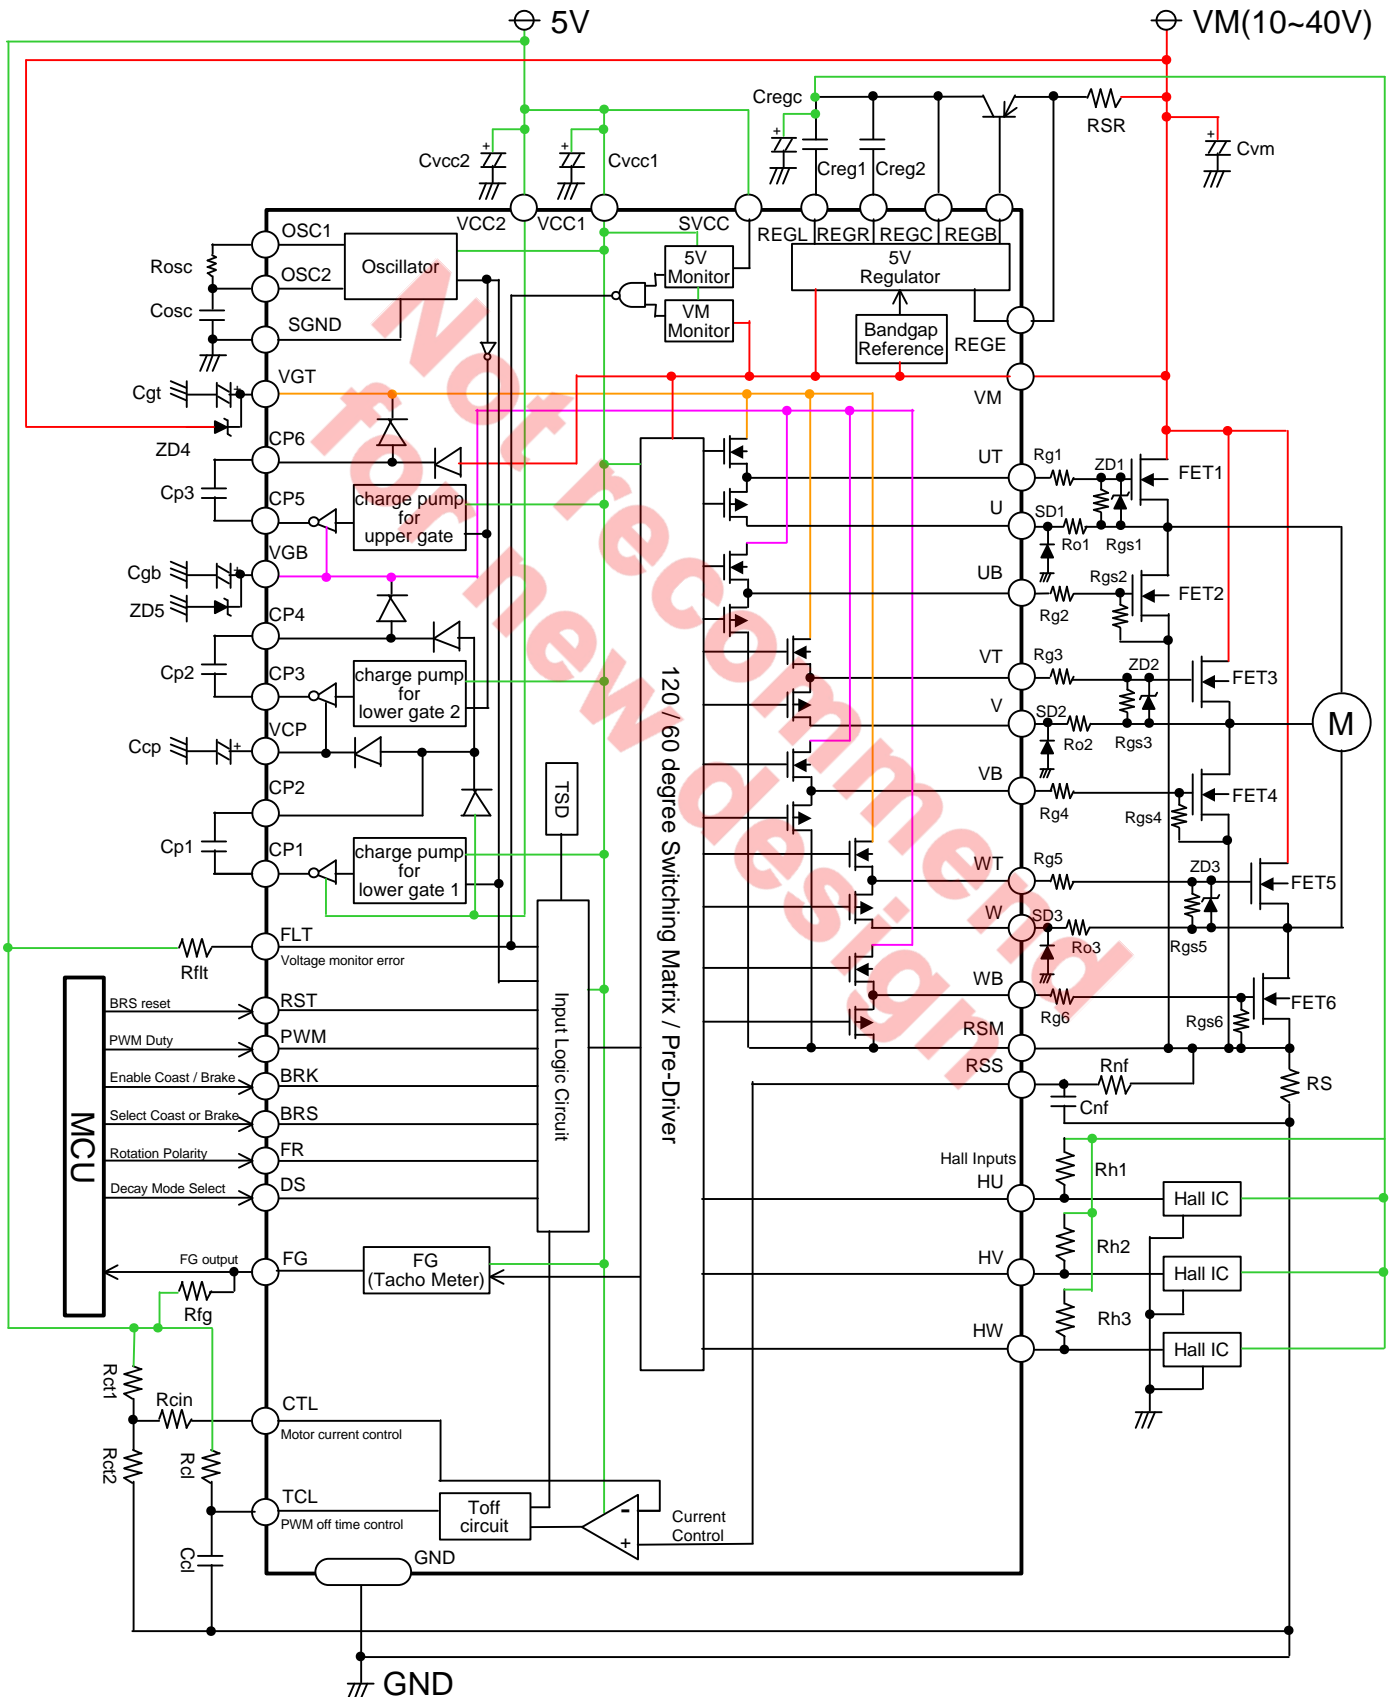 5V
VM(10~40V)
Cregc
RSR
Cvcc2
Cvcc1
Creg1
Creg2
Cvm
VCC2
VCC1
SVCC
REGL
REGR
REGC
REGB
OSC1
Rosc
Oscillator
5V
Monitor
5V
Regulator
OSC2
Cosc
SGND
VM
Monitor
Bandgap
Reference
REGE
VGT
Cgt
VM
ZD4
CP6
Cp3
CP5
charge pump
for
upper gate
UT
Rg1
ZD1
FET1
U
SD1
Ro1
Rgs1
VGB
Cgb
ZD5
UB
Rg2
Rgs2
FET2
CP4
Cp2
CP3
charge pump
for
lower gate 2
VT
Rg3
ZD2
FET3
V
SD2
Ro2
Rgs3
M
VCP
Ccp
CP2
VB
Rg4
Rgs4
FET4
TSD
Cp1
CP1
charge pump
for
lower gate 1
WT
Rg5
ZD3
FET5
W
SD3
Ro3
Rgs5
120 / 60 degree Switching Matrix / Pre-Driver
FLT
Voltage monitor error
Rflt
WB
Rg6
Rgs6
FET6
MCU
BRS reset
RST
PWM Duty
PWM
Enable Coast / Brake
BRK
Select Coast or Brake
BRS
Rotation Polarity
FR
Decay Mode Select
DS
Input Logic Circuit
RSM
RSS
Rnf
Cnf
RS
Hall Inputs
HU
Rh1
Hall IC
FG output
FG
FG
(Tacho Meter)
Rfg
HV
Rh2
Hall IC
HW
Rh3
Hall IC
Rct1
Rcin
CTL
Motor current control
Rct2
Rcl
TCL
PWM off time control
Toff
circuit
-
+
Current
Control
Ccl
GND
GND
Not recommend
for new design